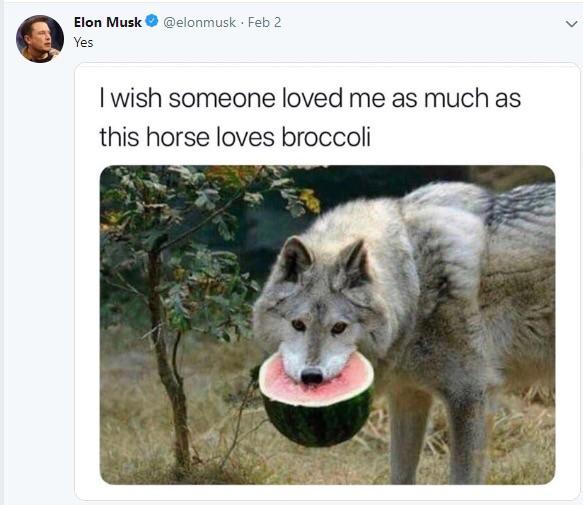 Elon Musk @elonmusk · Feb 2
Yes
I wish someone loved me as much as
this horse loves broccoli